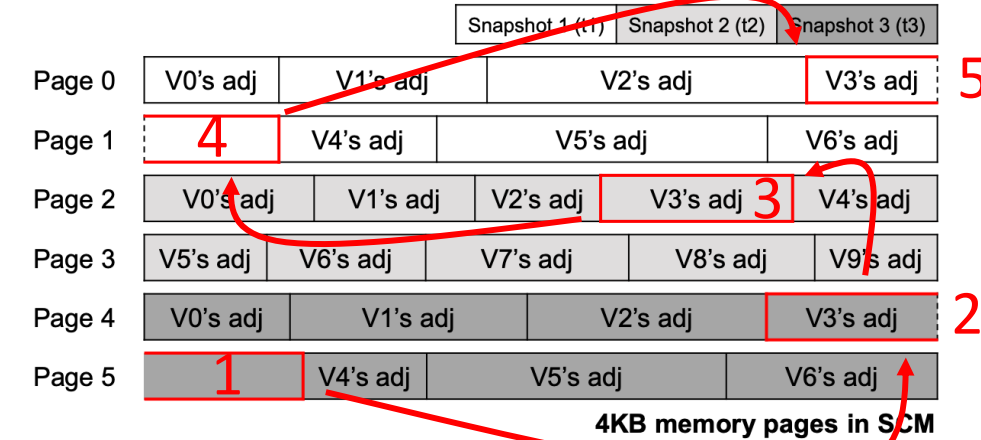 Snapshot 1 (t1) Snapshot 2 (t2) Snapshot 3 (t3)
Page 0 V0's adj V1's adj V2's adj V3's adj 5
Page 1 4 V4's adj V5's adj V6's adj
Page 2 V0's adj V1's adj V2's adj V3's adj 3 V4's adj
Page 3 V5's adj V6's adj V7's adj V8's adj V9's adj
Page 4 V0's adj V1's adj V2's adj V3's adj 2
Page 5 1 V4's adj V5's adj V6's adj
4KB memory pages in SCM